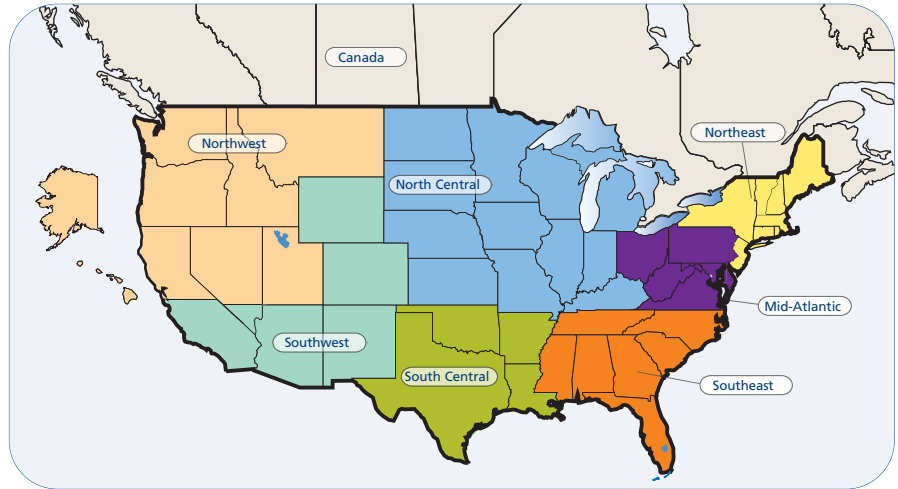 Canada
Northeast
Northwest
North Central
Mid-Atlantic
Southwest
South Central
Southeast